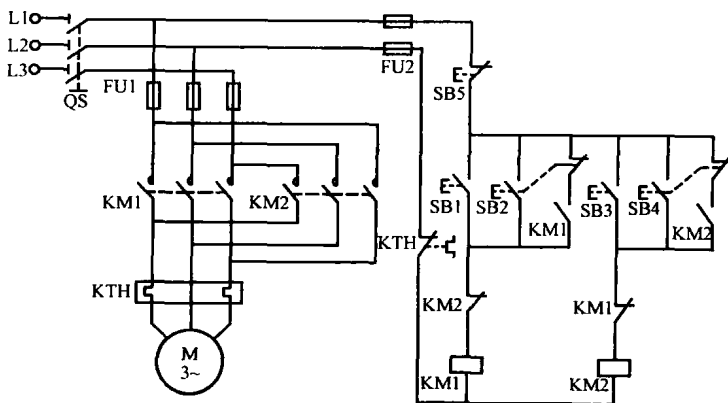 L1
L2
L3
QS
FU1
FU2
SB5
KM1
KM2
SB1
SB2
KM1
SB3
SB4
KM2
KTH
KTH
KM2
KM1
M
3~
KM1
KM2